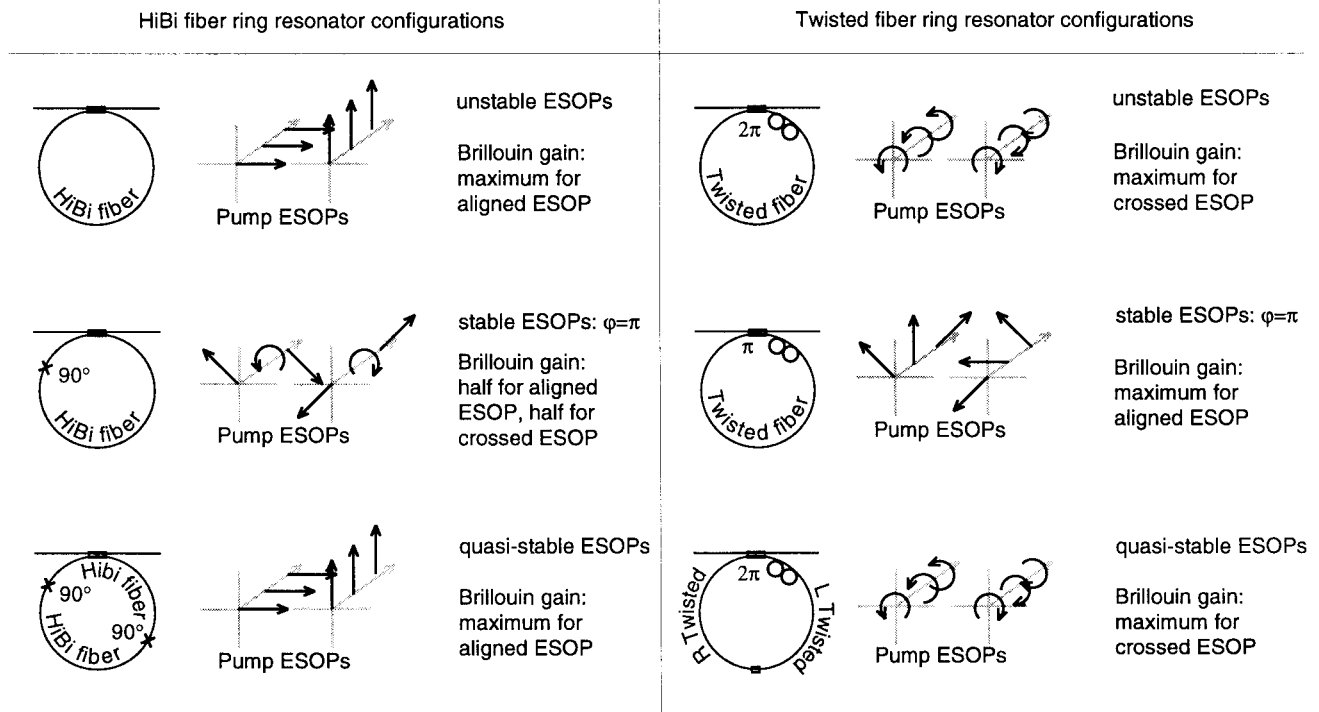 HiBi fiber ring resonator configurations
Twisted fiber ring resonator configurations
HiBi fiber
Pump ESOPs
unstable ESOPs
Brillouin gain:
maximum for
aligned ESOP
2π
Twisted fiber
Pump ESOPs
unstable ESOPs
Brillouin gain:
maximum for
crossed ESOP
90°
HiBi fiber
Pump ESOPs
stable ESOPs: φ=π
Brillouin gain:
half for aligned
ESOP, half for
crossed ESOP
π
Twisted fiber
Pump ESOPs
stable ESOPs: φ=π
Brillouin gain:
maximum for
aligned ESOP
Hibi fiber
90°
90°
HiBi fiber
Pump ESOPs
quasi-stable ESOPs
Brillouin gain:
maximum for
aligned ESOP
2π
R Twisted
L Twisted
Pump ESOPs
quasi-stable ESOPs
Brillouin gain:
maximum for
crossed ESOP